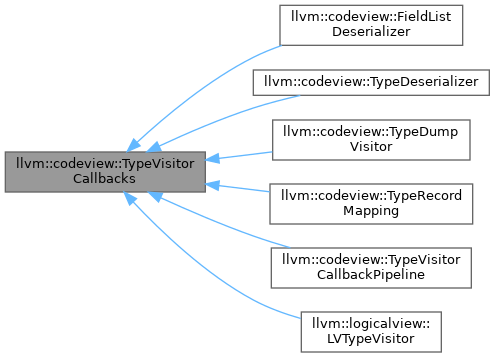 llvm::codeview::FieldList
Deserializer
llvm::codeview::TypeDeserializer
llvm::codeview::TypeDump
Visitor
llvm::codeview::TypeVisitor
Callbacks
llvm::codeview::TypeRecord
Mapping
llvm::codeview::TypeVisitor
CallbackPipeline
llvm::logicalview::
LVTypeVisitor